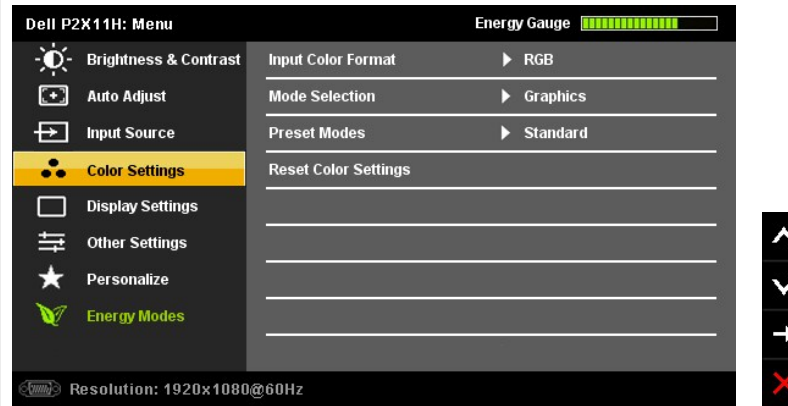 Dell P2X11H: Menu Energy Gauge
Brightness & Contrast Input Color Format RGB
Auto Adjust Mode Selection Graphics
Input Source Preset Modes Standard
Color Settings Reset Color Settings
Display Settings
Other Settings
Personalize
Energy Modes
Resolution: 1920x1080@60Hz